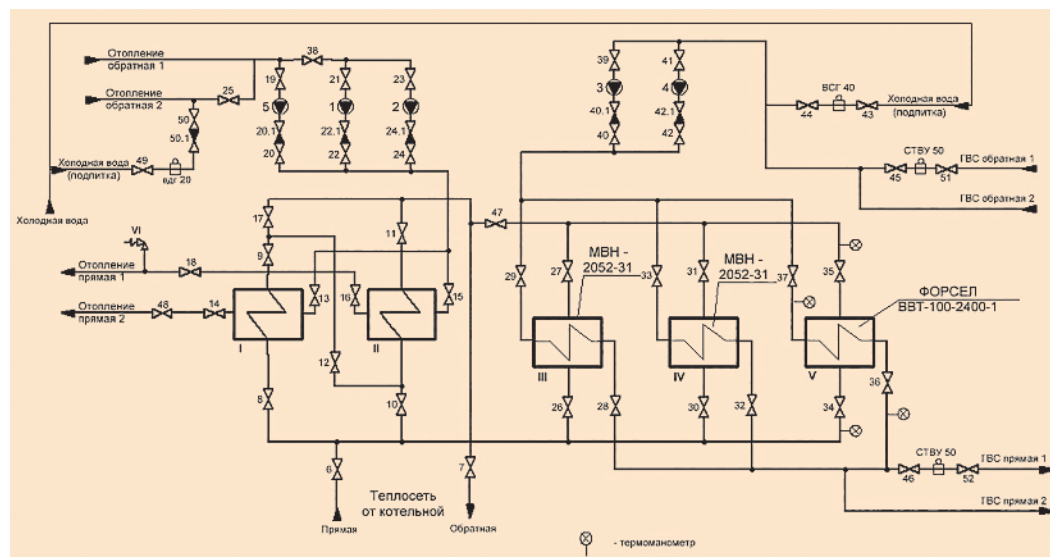 Отопление
обратная 1
Отопление
обратная 2
38
39
41
19
21
23
3
4
ВСГ 40
Холодная вода
(подпитка)
44
43
25
5
1
2
50
50.1
40.1
42.1
20.1
22.1
24.1
40
42
20
22
24
Холодная вода
(подпитка)
49
вдг 20
СТВУ 50
ГВС обратная 1
45
51
ГВС обратная 2
Холодная вода
17
11
47
VI
9
МВН -
2052-31
МВН -
2052-31
Отопление
прямая 1
18
29
27
33
31
37
35
13
16
15
ФОРСЕЛ
ВВТ-100-2400-1
Отопление
прямая 2
48
14
I
II
12
III
IV
V
36
8
10
26
28
30
32
34
6
7
СТВУ 50
ГВС прямая 1
46
52
Теплосеть
от котельной
Прямая
Обратная
ГВС прямая 2
- термоманометр